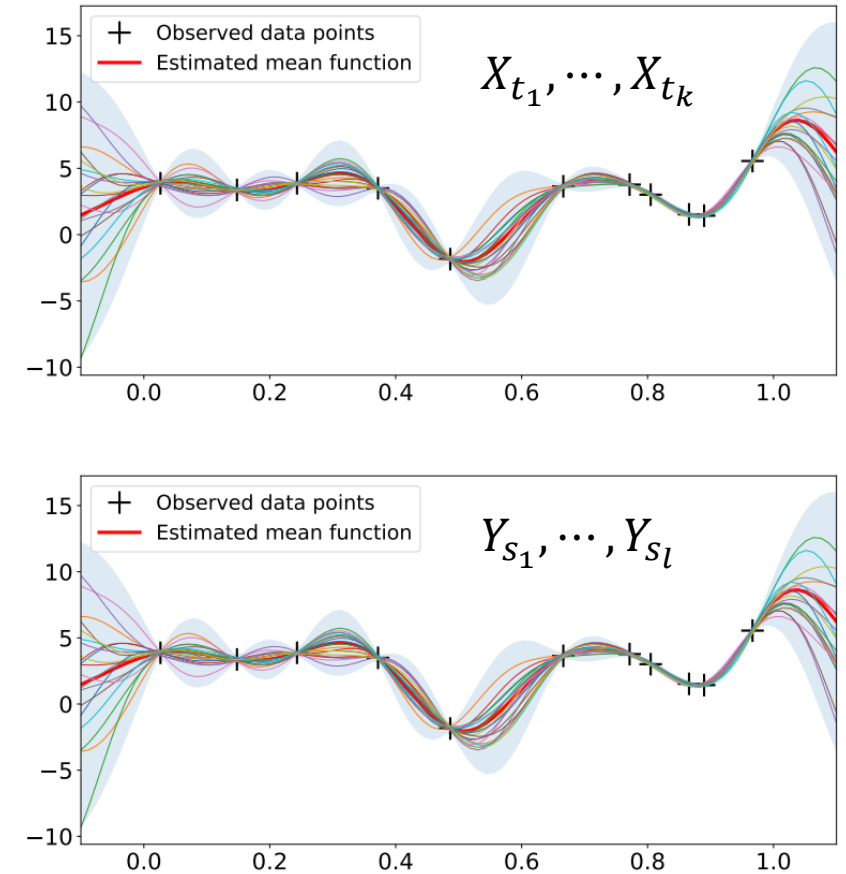 15
10
5
0
−5
−10
Observed data points
Estimated mean function
X_{t_1}, ⋯ , X_{t_k}
0.0 0.2 0.4 0.6 0.8 1.0
15
10
5
0
−5
−10
Observed data points
Estimated mean function
Y_{s_1}, ⋯ , Y_{s_l}
0.0 0.2 0.4 0.6 0.8 1.0